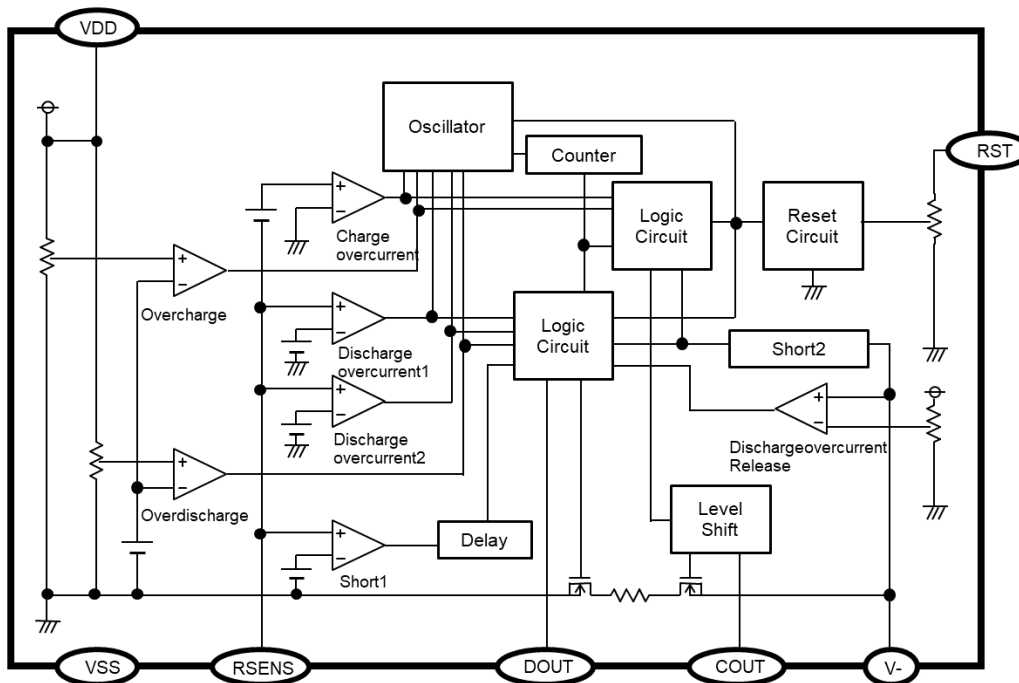 VDD
Oscillator
Counter
RST
+
-
Charge
overcurrent
Logic
Circuit
Reset
Circuit
+
-
Overcharge
+
-
Discharge
overcurrent1
Logic
Circuit
Short2
+
-
Discharge
overcurrent2
+
-
Dischargeovercurrent
Release
+
-
Overdischarge
Level
Shift
+
-
Short1
Delay
VSS
RSENS
DOUT
COUT
V-